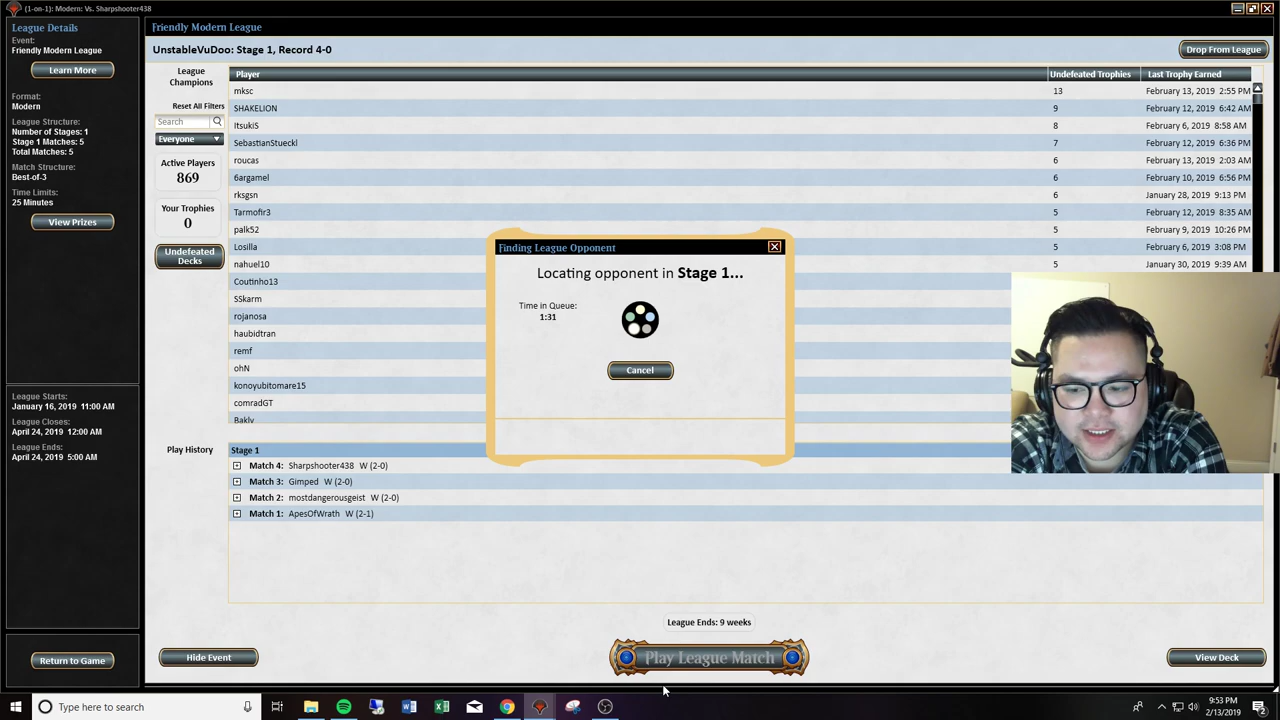 (1-on-1): Modern: Vs. Sharpshooter438
League Details
Event:
Friendly Modern League
Learn More
Format:
Modern
League Structure:
Number of Stages: 1
Stage 1 Matches: 5
Total Matches: 5
Match Structure:
Best-of-3
Time Limits:
25 Minutes
View Prizes
League Starts:
January 16, 2019 11:00 AM
League Closes:
April 24, 2019 12:00 AM
League Ends:
April 24, 2019 5:00 AM
Return to Game
Friendly Modern League
UnstableVuDoo: Stage 1, Record 4-0
Drop From League
League
Champions
Reset All Filters
Search
Everyone
Active Players
869
Your Trophies
0
Undefeated
Decks
Player Undefeated Trophies Last Trophy Earned
mksc 13 February 13, 2019 2:55 PM
SHAKELION 9 February 12, 2019 6:42 AM
ItsukiS 8 February 6, 2019 8:58 AM
SebastianStueckl 7 February 12, 2019 6:36 PM
roucas 6 February 13, 2019 2:03 AM
6argamel 6 February 10, 2019 6:56 PM
rksgsn 6 January 28, 2019 9:13 PM
Tarmofir3 5 February 12, 2019 8:35 AM
palk52 5 February 9, 2019 10:26 PM
Losilla 5 February 6, 2019 3:08 PM
nahuel10 5 January 30, 2019 9:39 AM
Coutinho13
SSkarm
rojanosa
haubidtran
remf
ohN
konoyubitomare15
comradGT
Bakly
Finding League Opponent
Locating opponent in Stage 1...
Time in Queue:
1:31
Cancel
Play History
Stage 1
Match 4: Sharpshooter438 W (2-0)
Match 3: Gimped W (2-0)
Match 2: mostdangerousgeist W (2-0)
Match 1: ApesOfWrath W (2-1)
League Ends: 9 weeks
Hide Event
Play League Match
View Deck
Type here to search
9:53 PM
2/13/2019
2